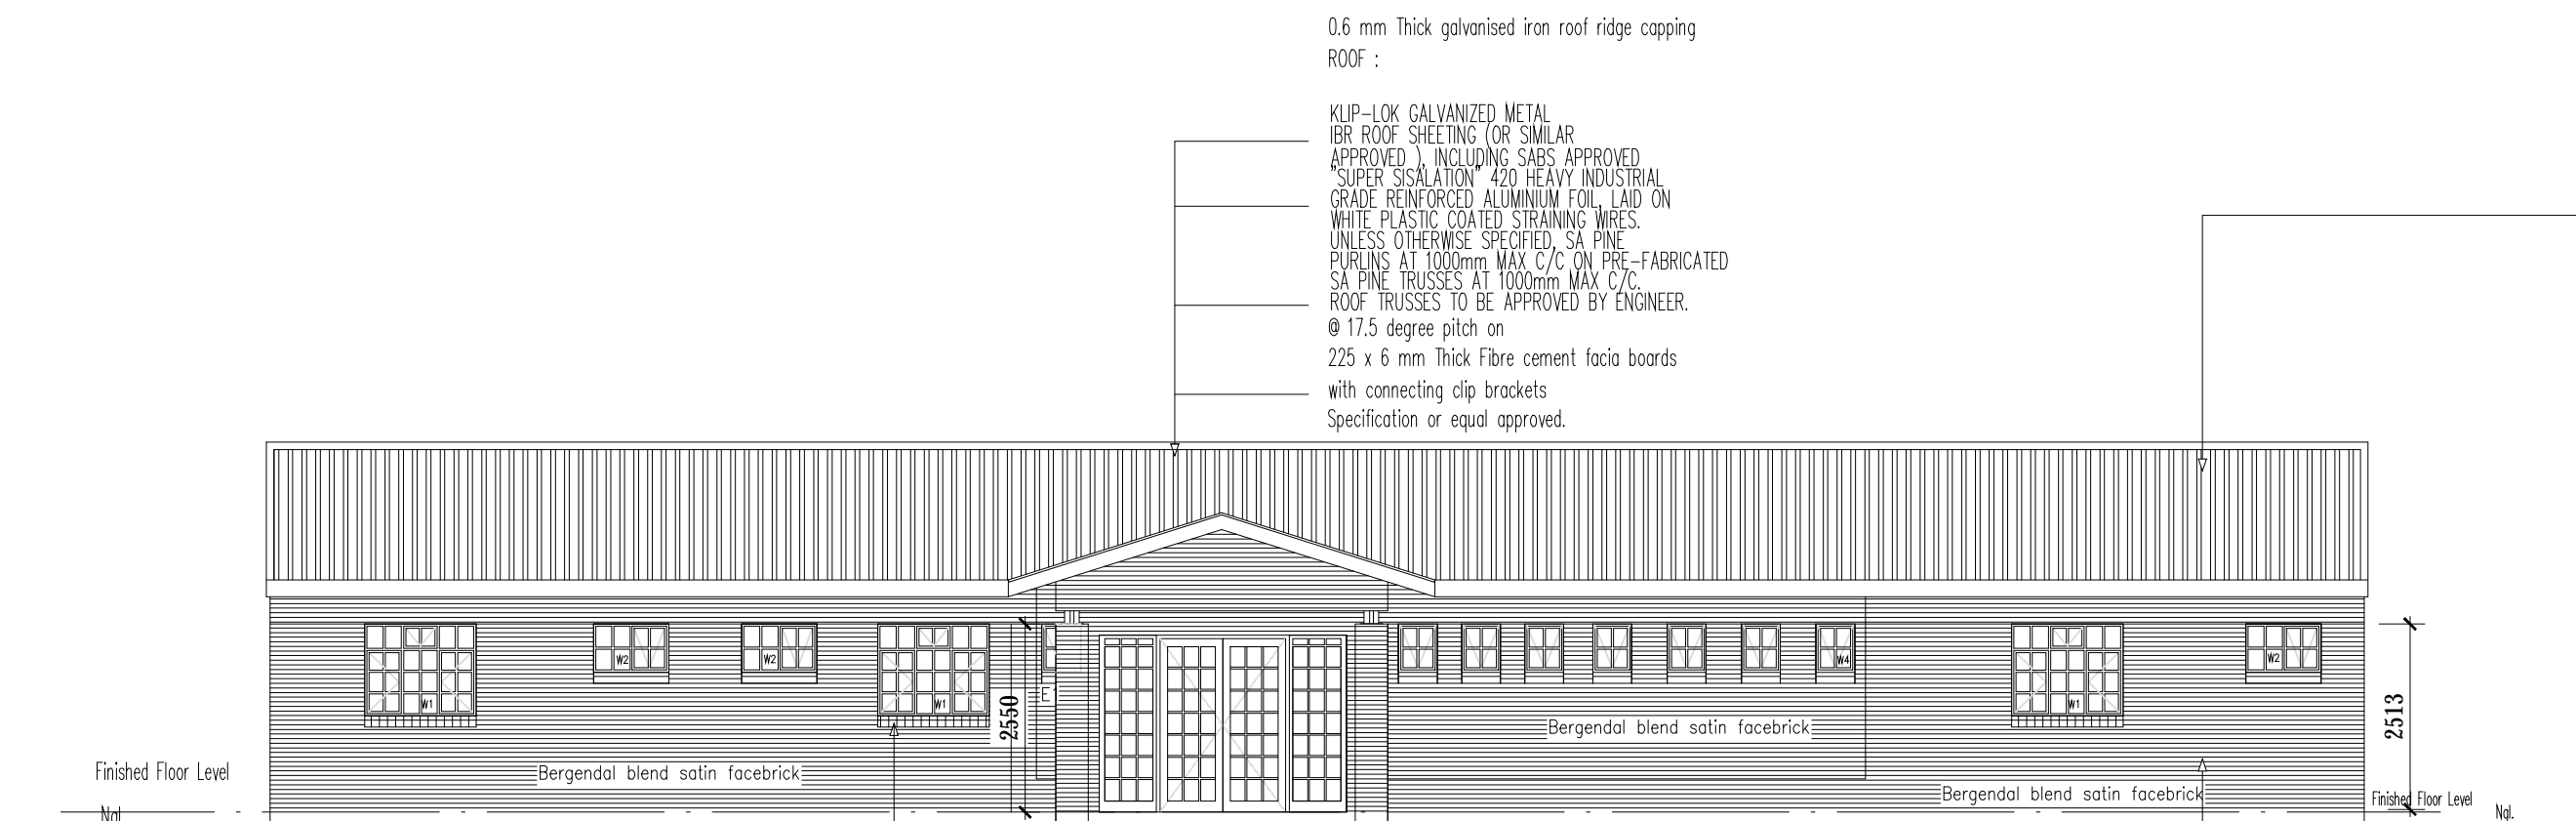 0.6 mm Thick galvanised iron roof ridge capping
ROOF :
KLIP-LOK GALVANIZED METAL
IBR ROOF SHEETING (OR SIMILAR
APPROVED ), INCLUDING SABS APPROVED
"SUPER SISALATION" 420 HEAVY INDUSTRIAL
GRADE REINFORCED ALUMINIUM FOIL, LAID ON
WHITE PLASTIC COATED STRAINING WIRES.
UNLESS OTHERWISE SPECIFIED, SA PINE
PURLINS AT 1000mm MAX C/C ON PRE-FABRICATED
SA PINE TRUSSES AT 1000mm MAX C/C.
ROOF TRUSSES TO BE APPROVED BY ENGINEER.
@ 17.5 degree pitch on
225 x 6 mm Thick Fibre cement facia boards
with connecting clip brackets
Specification or equal approved.
W1
W2
W2
W1
W4
W1
W2
2550
2513
Bergendal blend satin facebrick
Finished Floor Level
Bergendal blend satin facebrick
Bergendal blend satin facebrick
Finished Floor Level
Ngl.
Ngl.